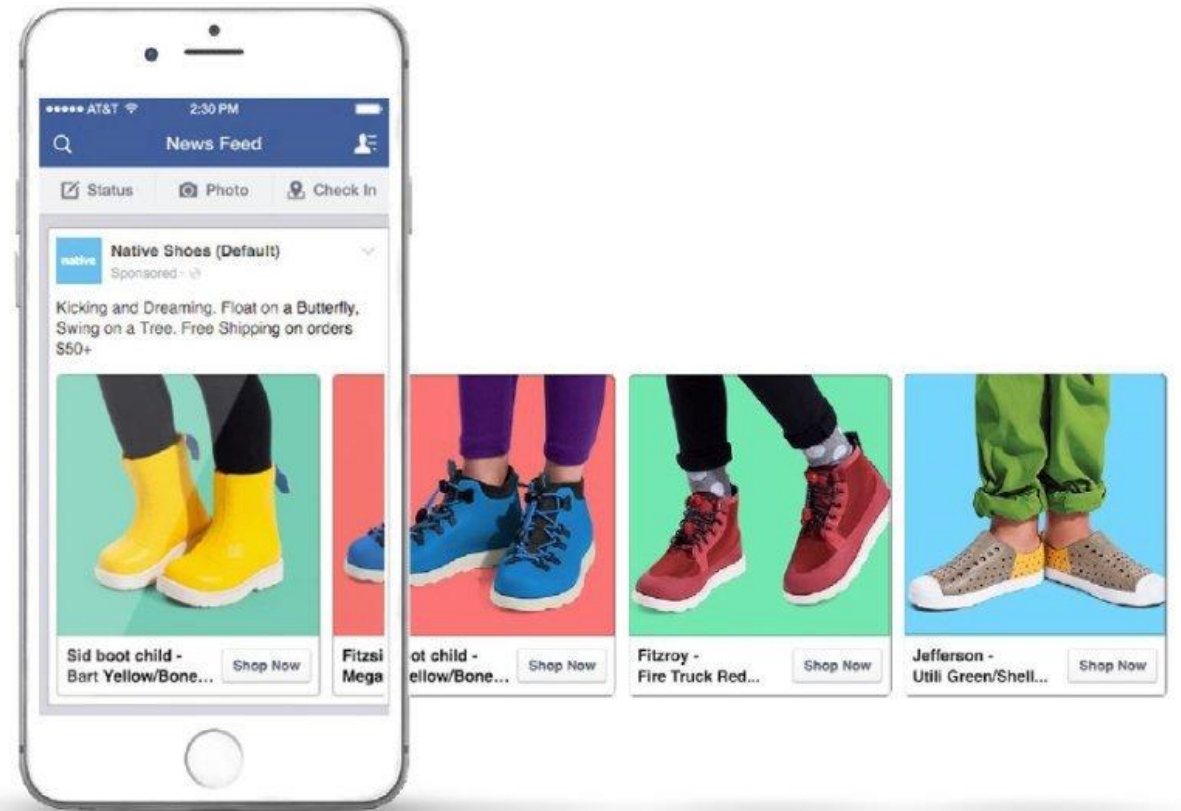 AT&T 2:30 PM
News Feed
Status Photo Check In
native
Native Shoes (Default)
Sponsored ·
Kicking and Dreaming. Float on a Butterfly,
Swing on a Tree. Free Shipping on orders
$50+
Sid boot child -
Bart Yellow/Bone...
Shop Now
Fitzsi ot child -
Mega ellow/Bone...
Shop Now
Fitzroy -
Fire Truck Red...
Shop Now
Jefferson -
Utili Green/Shell...
Shop Now